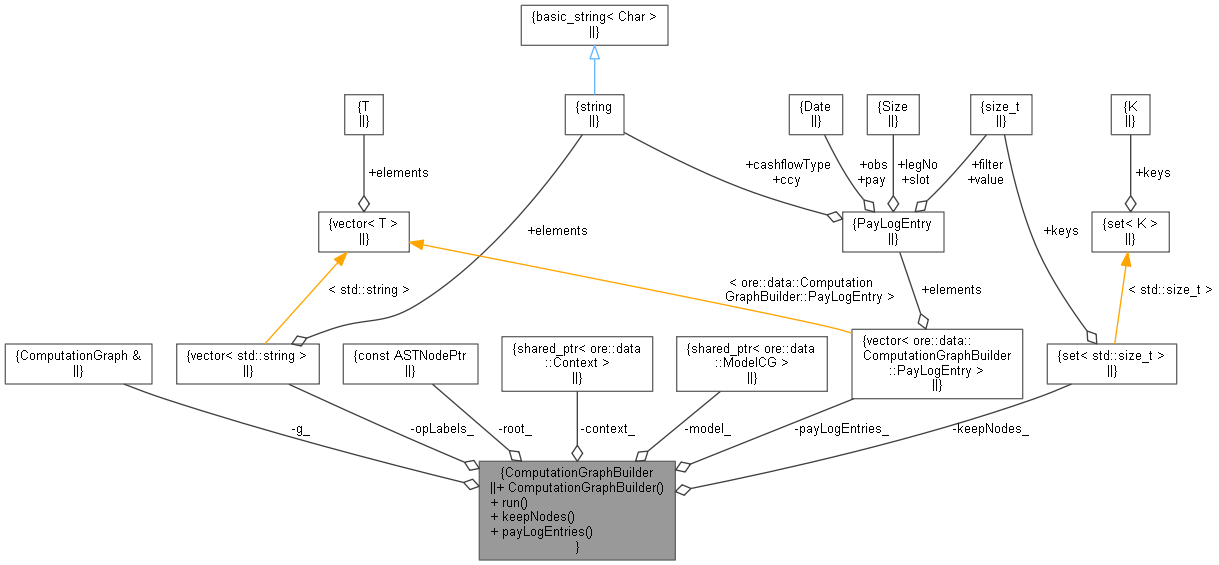 {basic_string< Char >
||}
{T
||}
{string
||}
{Date
||}
{Size
||}
{size_t
||}
{K
||}
+elements
+cashflowType
+ccy
+obs
+pay
+legNo
+slot
+filter
+value
+keys
{vector< T >
||}
{PayLogEntry
||}
{set< K >
||}
+elements
+keys
< std::string >
< ore::data::Computation
GraphBuilder::PayLogEntry >
+elements
< std::size_t >
{ComputationGraph &
||}
{vector< std::string >
||}
{const ASTNodePtr
||}
{shared_ptr< ore::data
::Context >
||}
{shared_ptr< ore::data
::ModelCG >
||}
{vector< ore::data::
ComputationGraphBuilder
::PayLogEntry >
||}
{set< std::size_t >
||}
-g_
-opLabels_
-root_
-context_
-model_
-payLogEntries_
-keepNodes_
{ComputationGraphBuilder
||+ ComputationGraphBuilder()
+ run()
+ keepNodes()
+ payLogEntries()
}